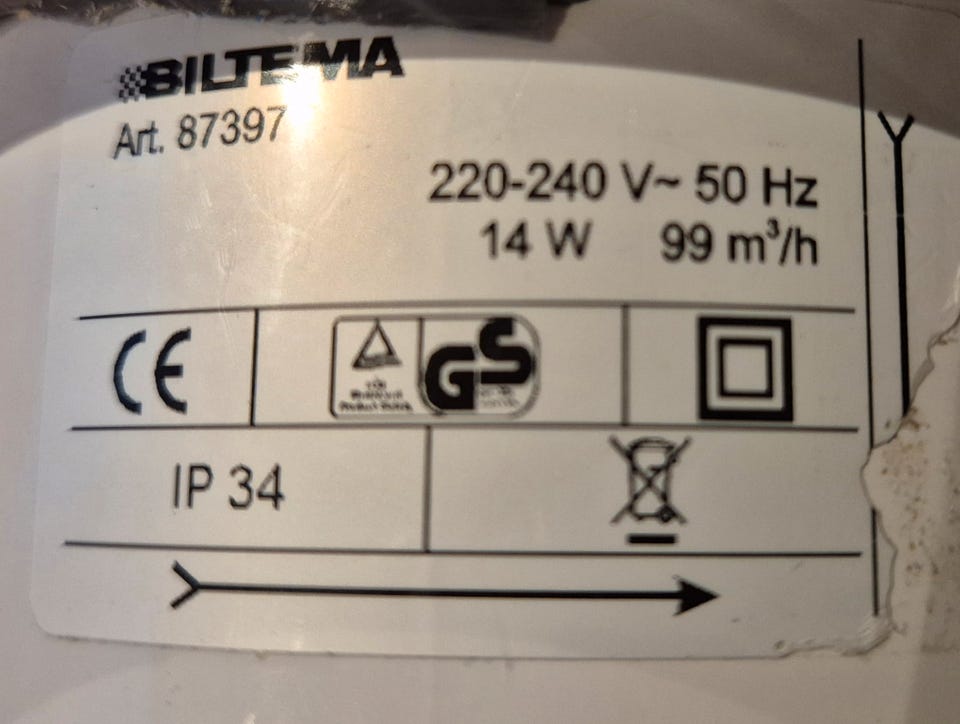 BILTEMA
Art. 87397
220-240 V~ 50 Hz
14 W 99 m³/h
CE
GS
IP 34